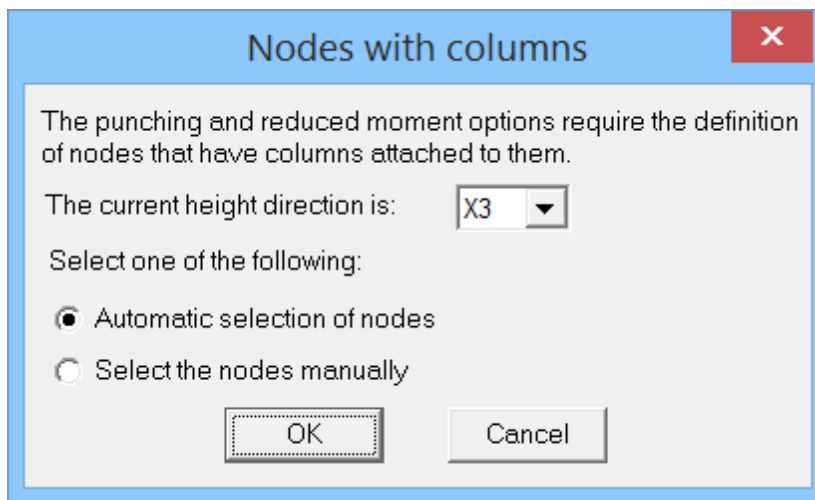 Nodes with columns
The punching and reduced moment options require the definition
of nodes that have columns attached to them.
The current height direction is: X3
Select one of the following:
Automatic selection of nodes
Select the nodes manually
OK Cancel